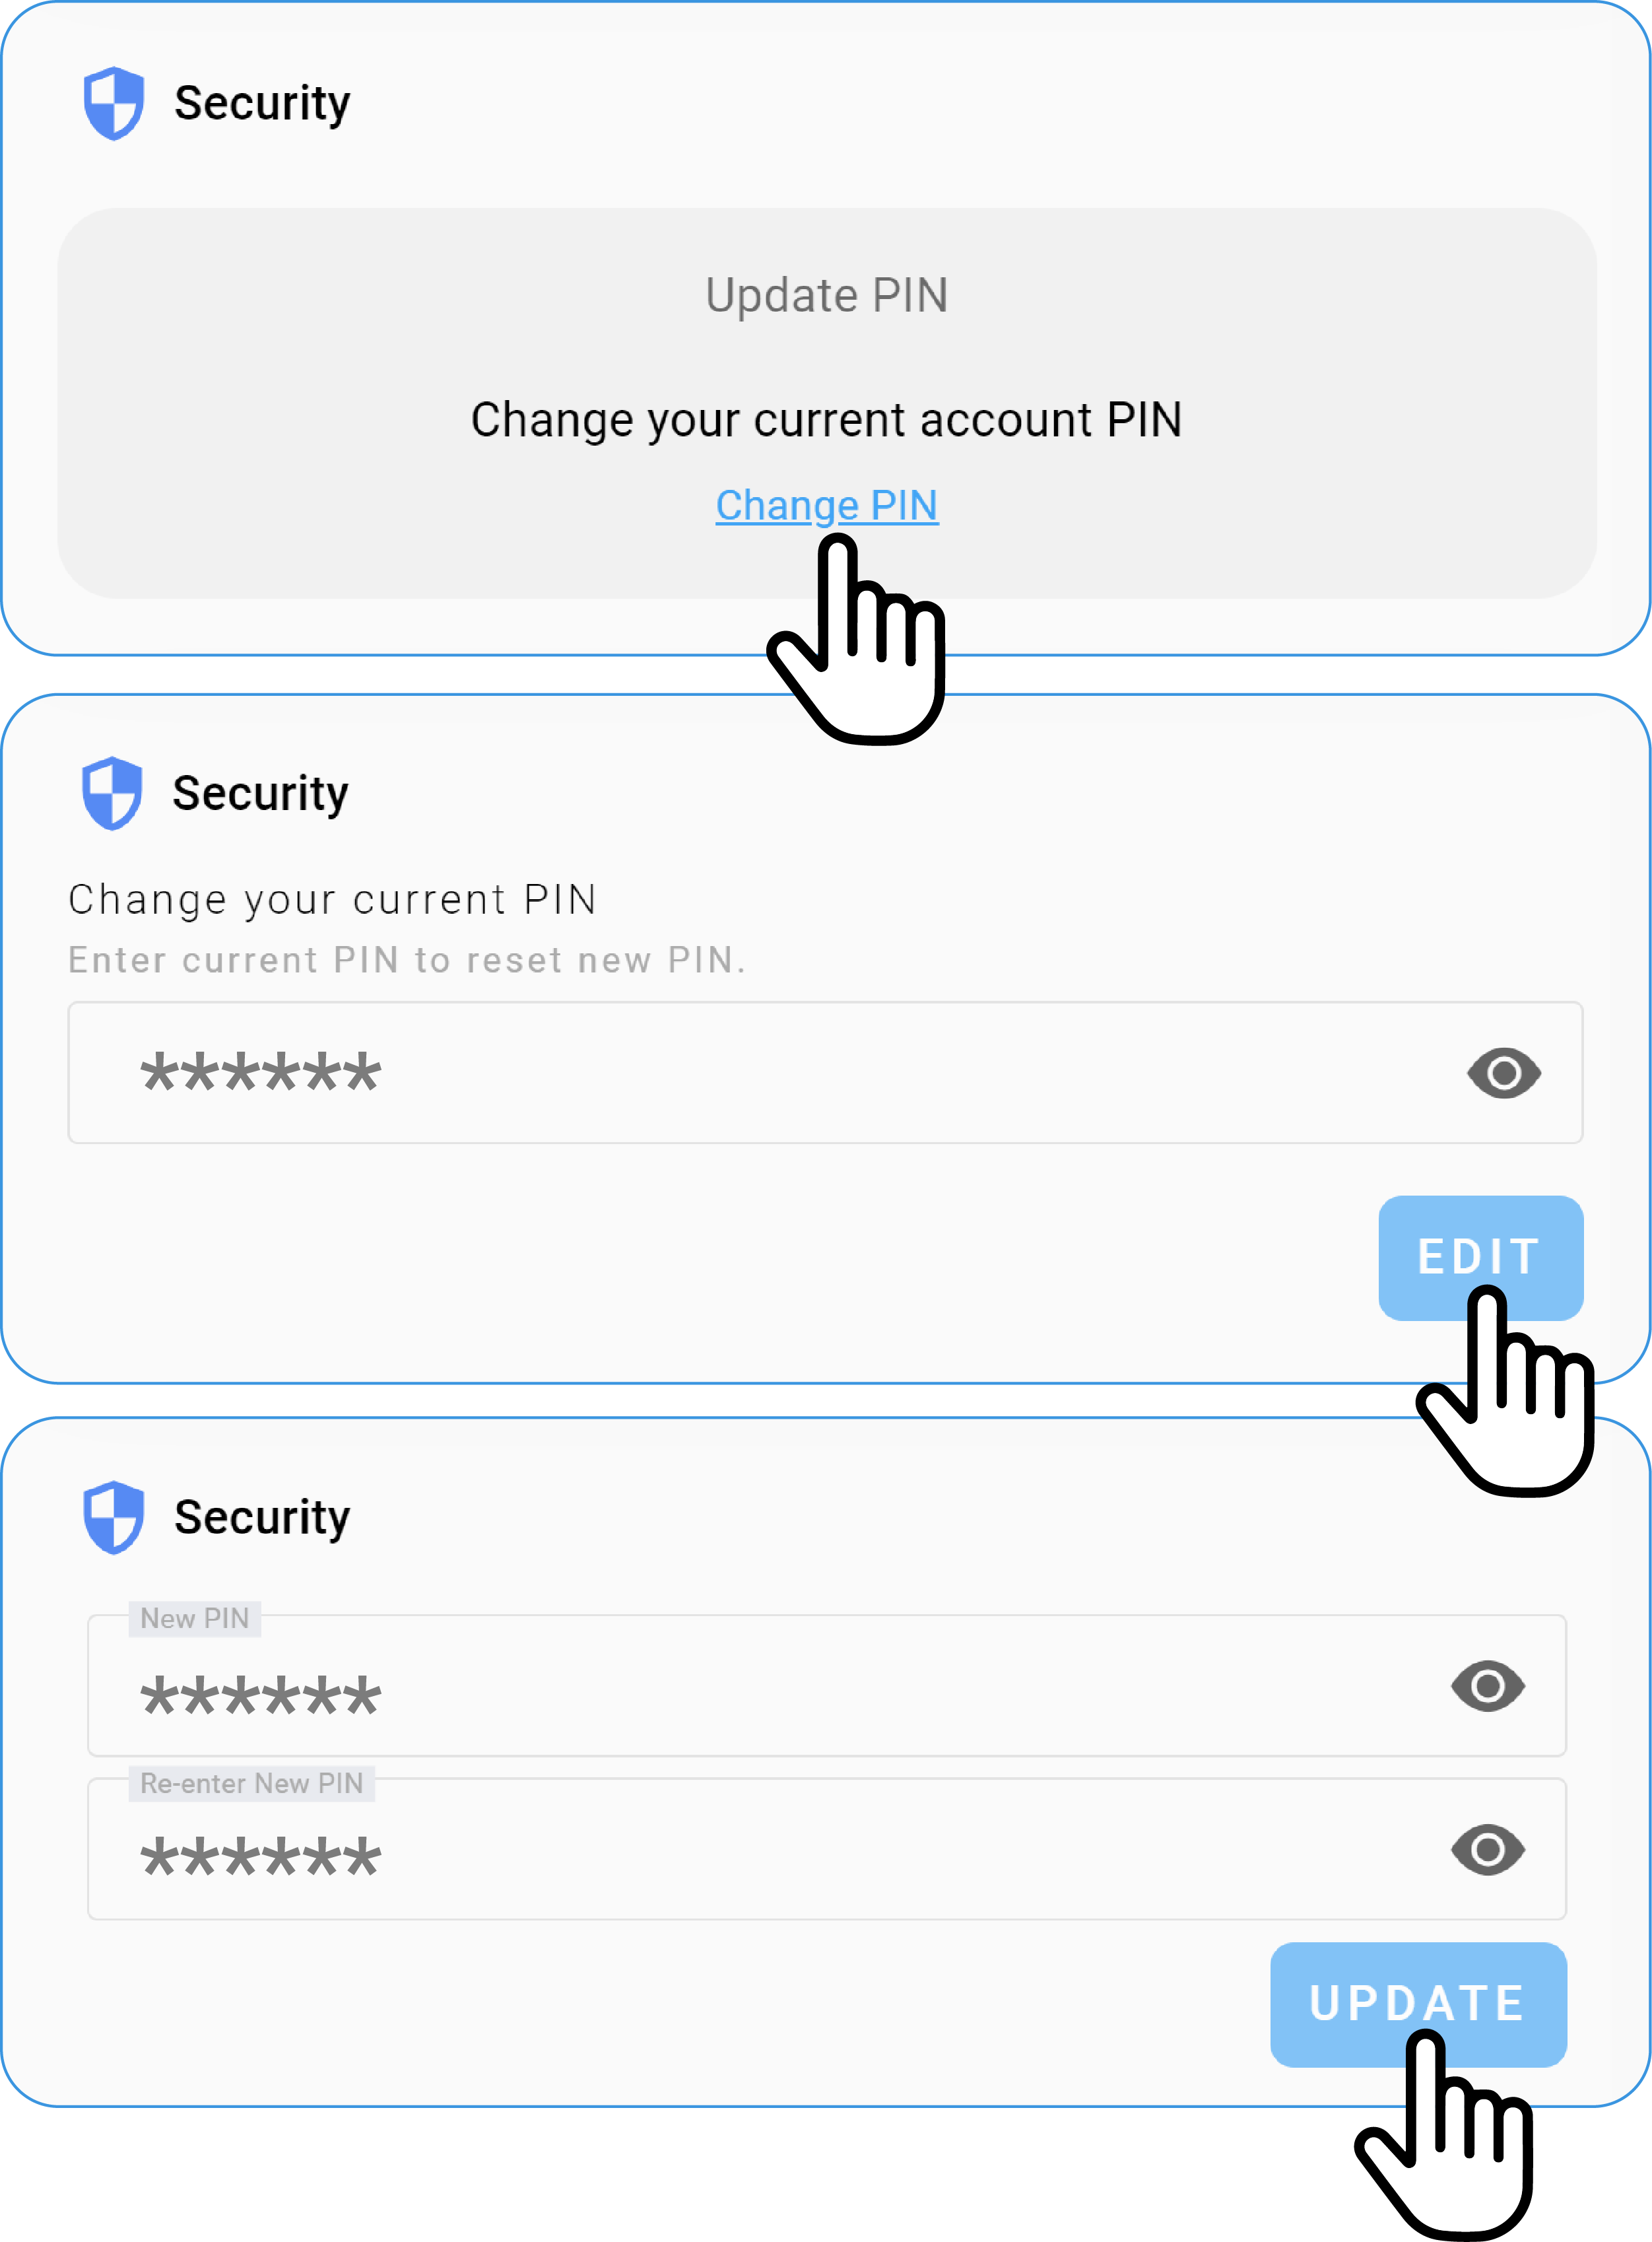 Security
Update PIN
Change your current account PIN
Change PIN
Security
Change your current PIN
Enter current PIN to reset new PIN.
******
EDIT
Security
New PIN
******
Re-enter New PIN
******
UPDATE